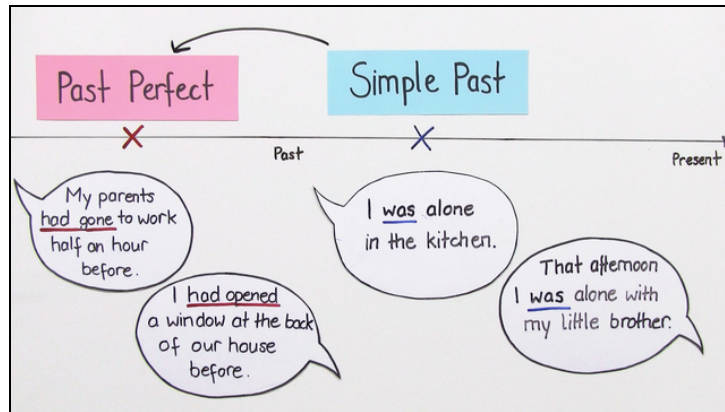 Past Perfect
Simple Past
Past
Present
My parents
had gone to work
half an hour
before.
I had opened
a window at the back
of our house
before.
I was alone
in the kitchen.
That afternoon
I was alone with
my little brother.